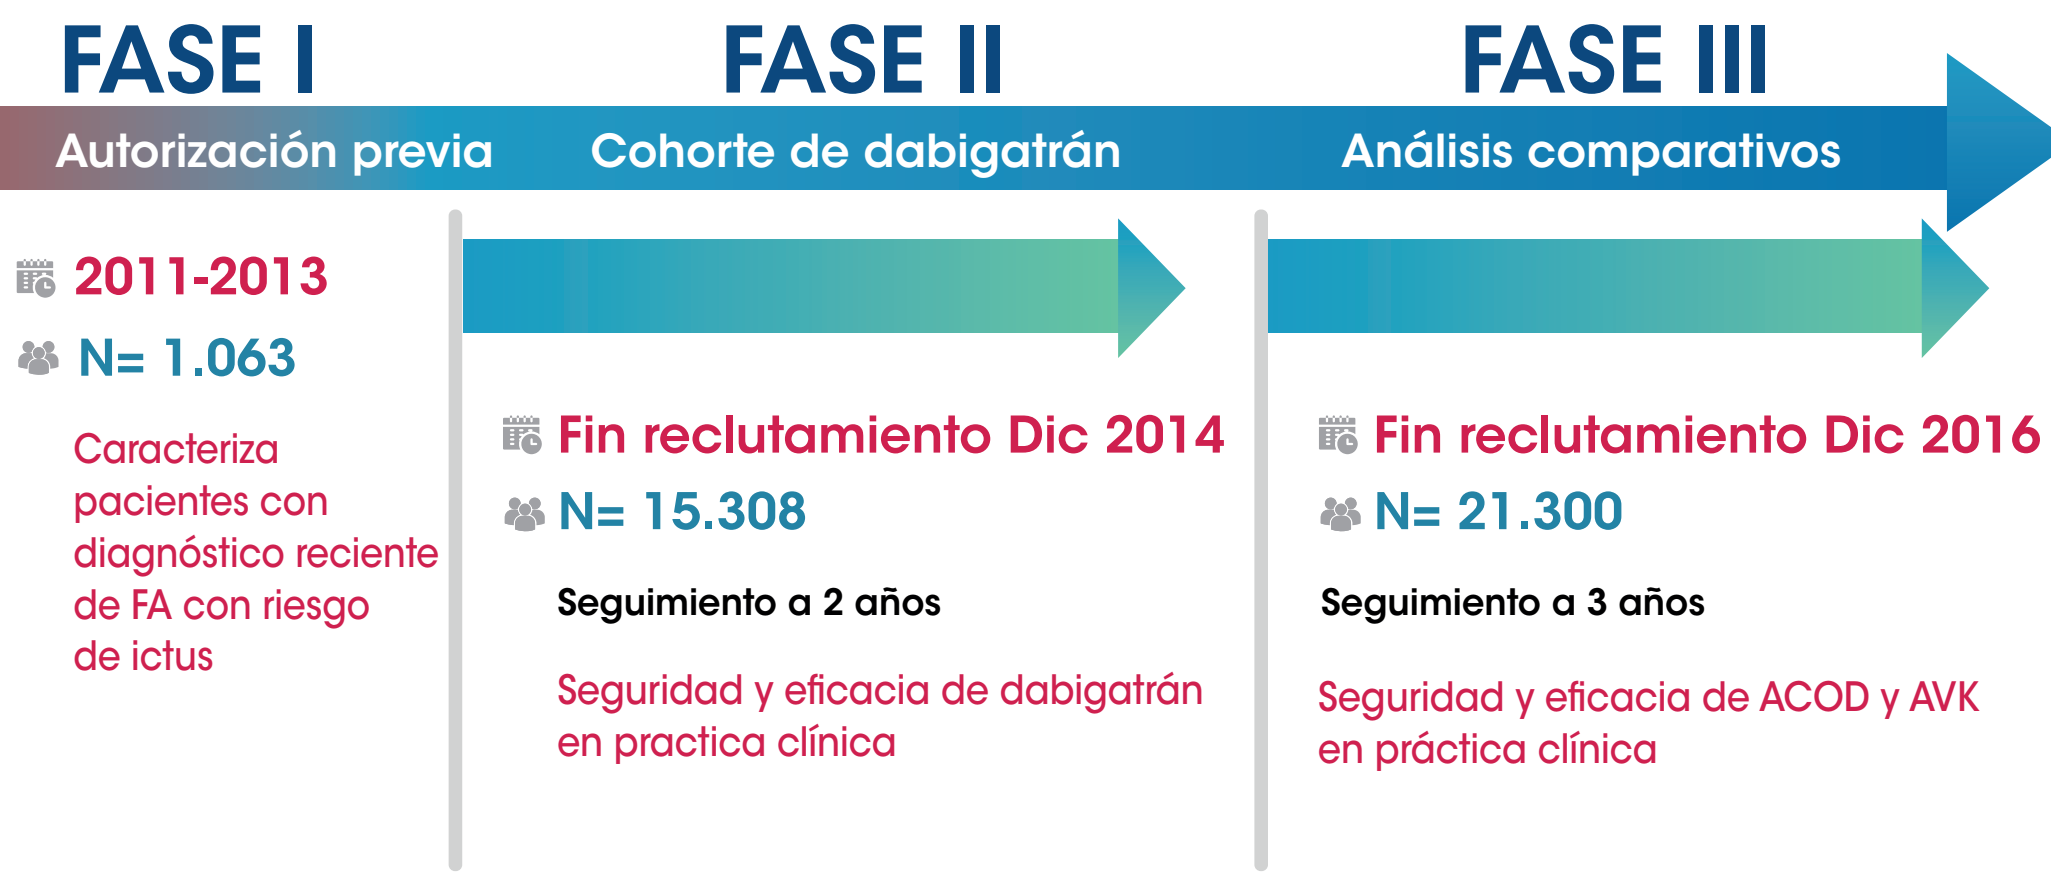 FASE I
Autorización previa
2011-2013
N= 1.063
Caracteriza
pacientes con
diagnóstico reciente
de FA con riesgo
de ictus
FASE II
Cohorte de dabigatrán
Fin reclutamiento Dic 2014
N= 15.308
Seguimiento a 2 años
Seguridad y eficacia de dabigatrán
en practica clínica
FASE III
Análisis comparativos
Fin reclutamiento Dic 2016
N= 21.300
Seguimiento a 3 años
Seguridad y eficacia de ACOD y AVK
en práctica clínica